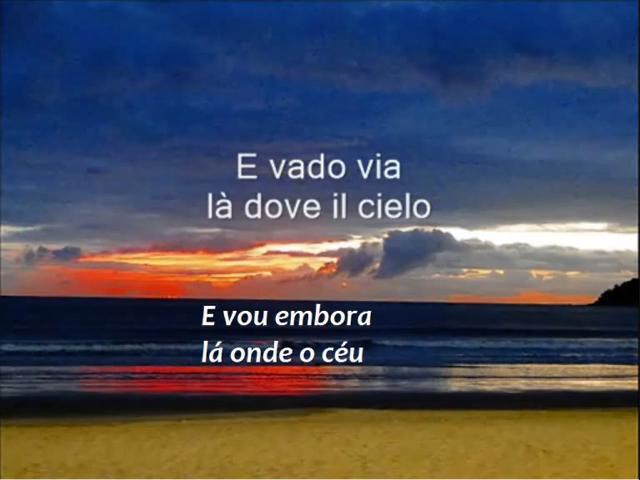 E vado via
là dove il cielo
E vou embora
lá onde o céu